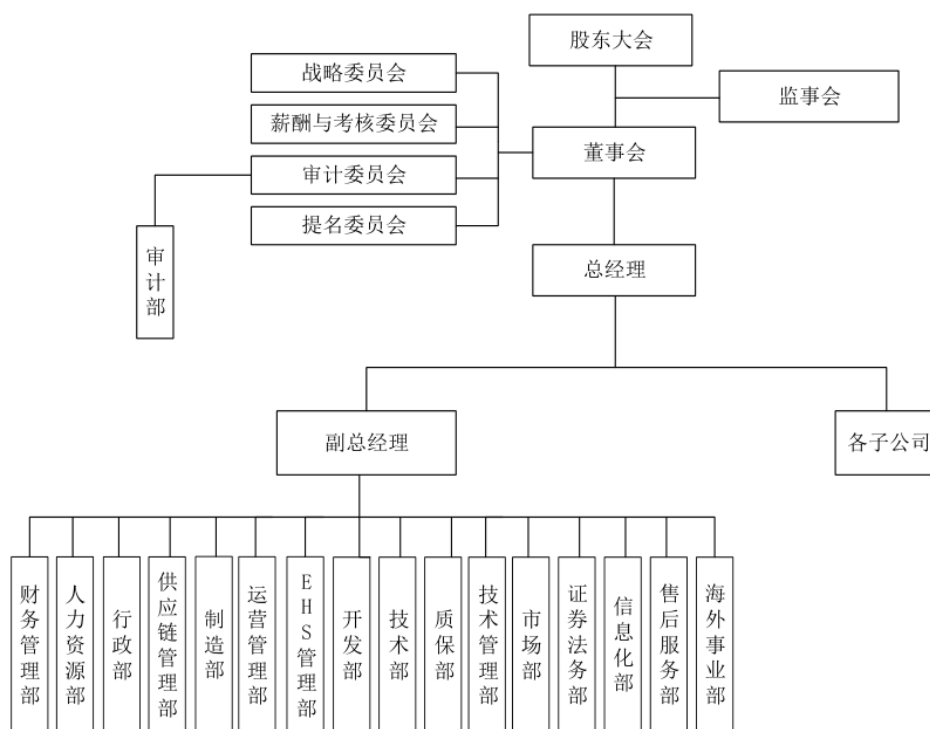 股东大会
战略委员会
监事会
薪酬与考核委员会
董事会
审计委员会
提名委员会
审计部
总经理
副总经理
各子公司
财务管理部
人力资源部
行政部
供应链管理部
制造部
运营管理部
EHS管理部
开发部
技术部
质保部
技术管理部
市场部
证券法务部
信息化部
售后服务部
海外事业部